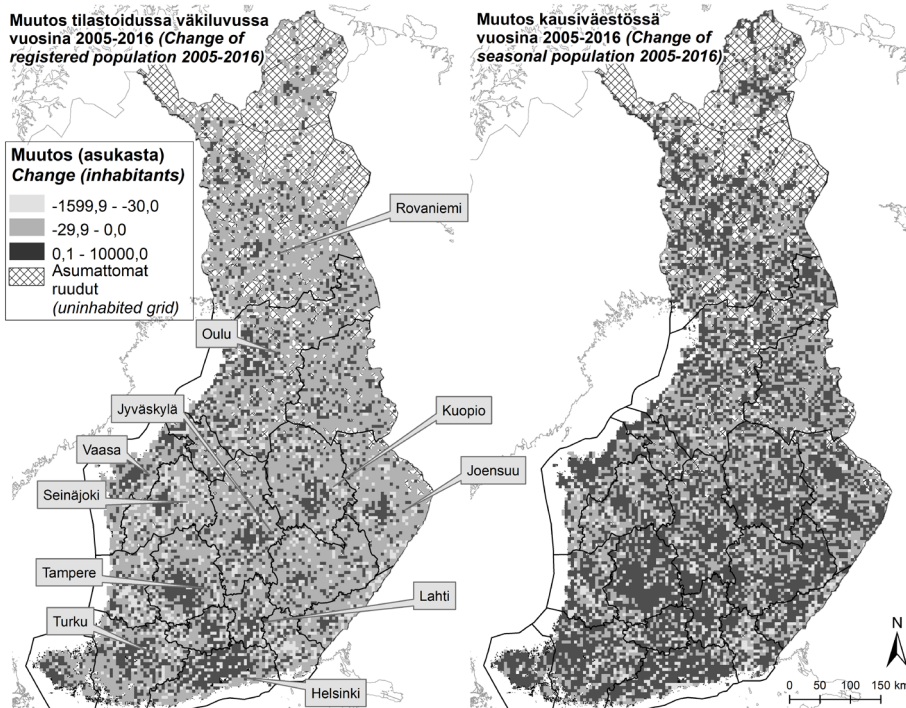 Muutos tilastoidussa väkiluvussa
vuosina 2005-2016 (Change of
registered population 2005-2016)
Muutos kausiväestössä
vuosina 2005-2016 (Change of
seasonal population 2005-2016)
Muutos (asukasta)
Change (inhabitants)
-1599,9 - -30,0
-29,9 - 0,0
0,1 - 10000,0
Asumattomat
ruudut
(uninhabited grid)
Rovaniemi
Oulu
Jyväskylä
Kuopio
Vaasa
Joensuu
Seinäjoki
Tampere
Lahti
Turku
Helsinki
N
0 50 100 150 km